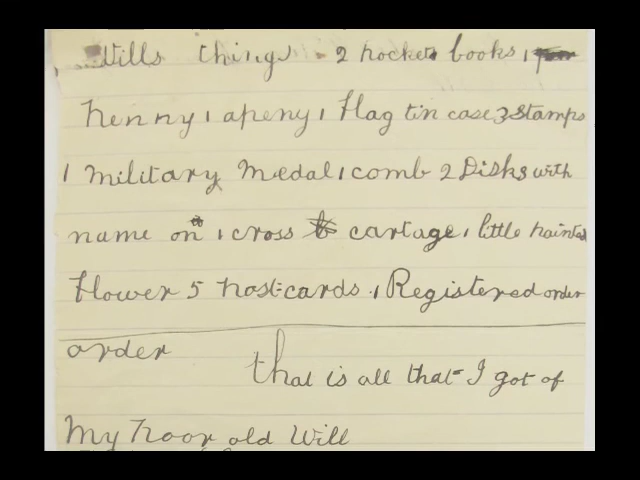 Wills things - 2 pocket books 1
Penny 1 apeny 1 Flag tin case 3 Stamps
1 Military Medal 1 comb 2 Disks with
name on 1 cross cartage 1 little painted
Flower 5 Post-cards . 1 Registered order
order
that is all that I got of
My Poor old Will